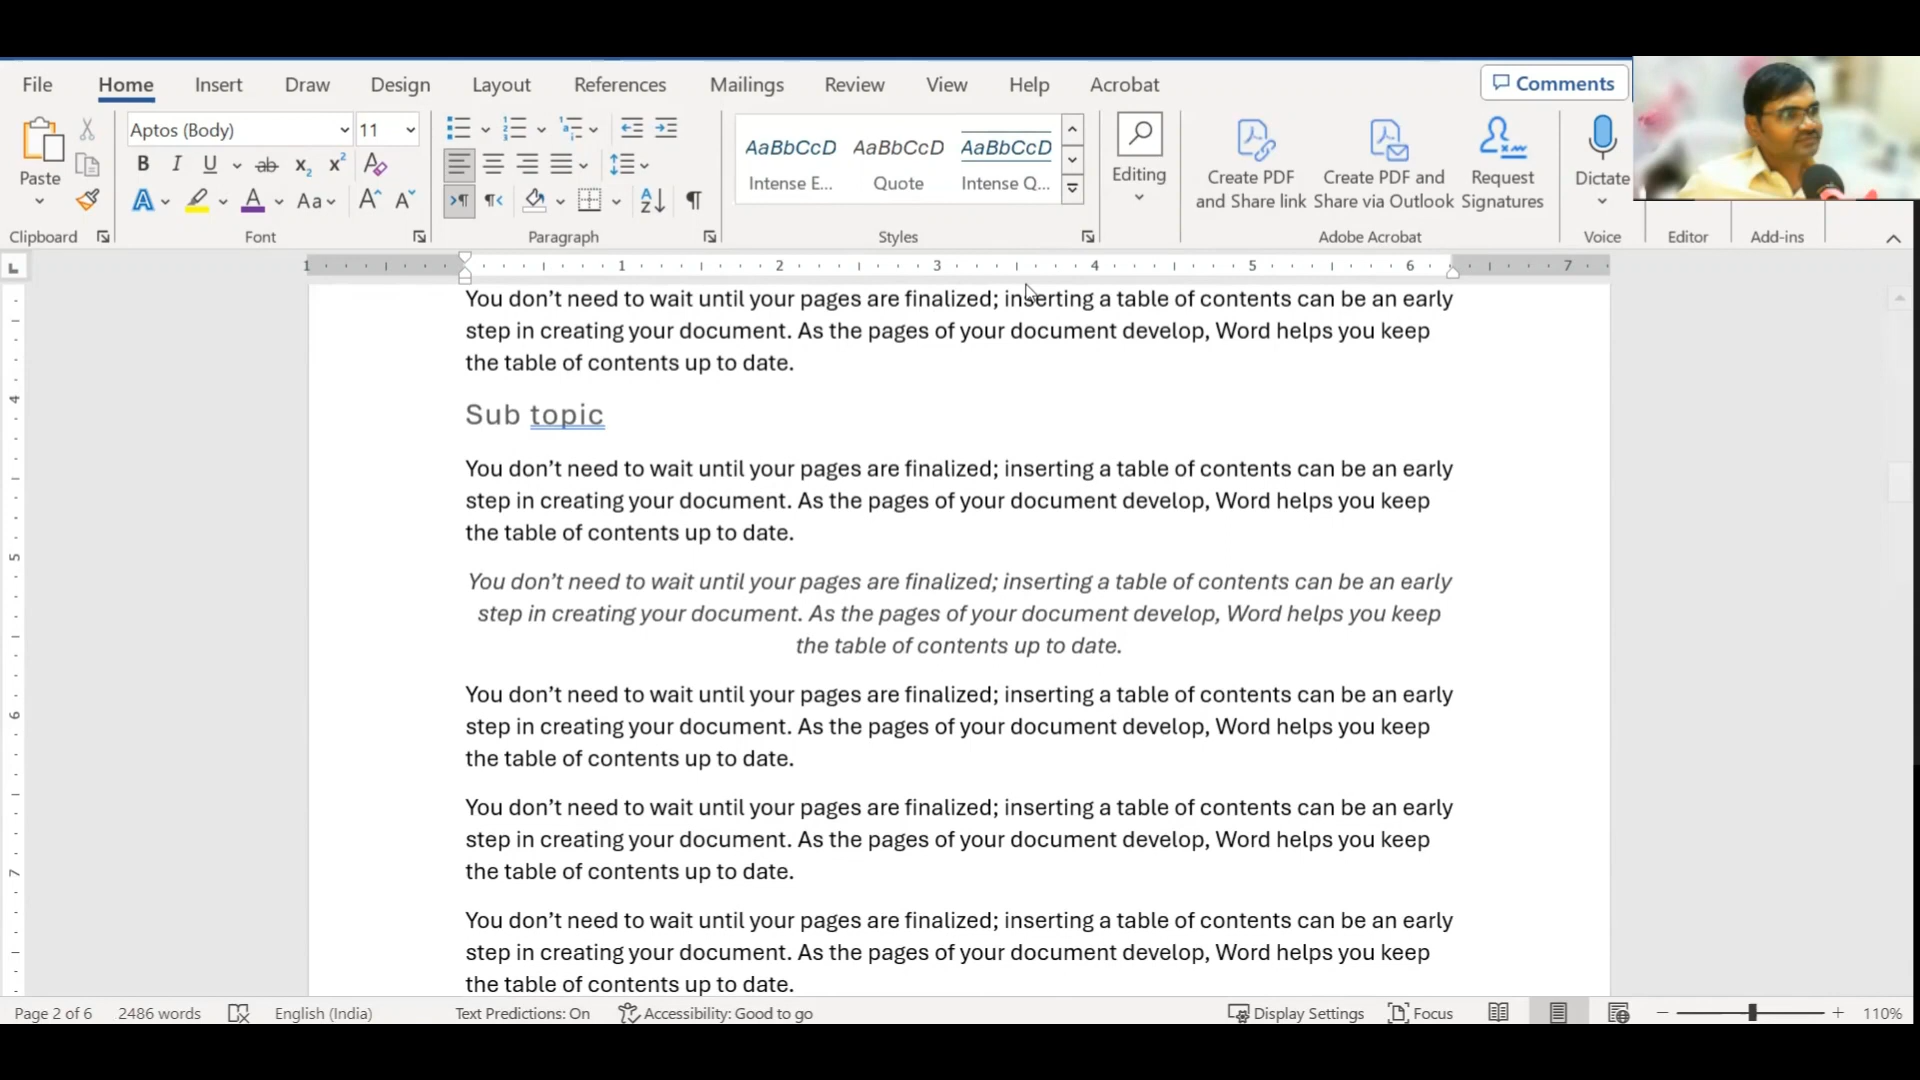 File Home Insert Draw Design Layout References Mailings Review View Help Acrobat Comments
Aptos (Body) 11
Paste
AaBbCcD AaBbCcD AaBbCcD
Intense E... Quote Intense Q...
Editing
Create PDF and Share link
Create PDF and Share via Outlook
Request Signatures
Dictate
Clipboard Font Paragraph Styles Adobe Acrobat Voice Editor Add-ins
1 1 2 3 4 5 6 7
You don’t need to wait until your pages are finalized; inserting a table of contents can be an early
step in creating your document. As the pages of your document develop, Word helps you keep
the table of contents up to date.
Sub topic
You don’t need to wait until your pages are finalized; inserting a table of contents can be an early
step in creating your document. As the pages of your document develop, Word helps you keep
the table of contents up to date.
You don’t need to wait until your pages are finalized; inserting a table of contents can be an early
step in creating your document. As the pages of your document develop, Word helps you keep
the table of contents up to date.
You don’t need to wait until your pages are finalized; inserting a table of contents can be an early
step in creating your document. As the pages of your document develop, Word helps you keep
the table of contents up to date.
You don’t need to wait until your pages are finalized; inserting a table of contents can be an early
step in creating your document. As the pages of your document develop, Word helps you keep
the table of contents up to date.
You don’t need to wait until your pages are finalized; inserting a table of contents can be an early
step in creating your document. As the pages of your document develop, Word helps you keep
the table of contents up to date.
4
5
6
7
Page 2 of 6 2486 words English (India) Text Predictions: On Accessibility: Good to go Display Settings Focus 110%